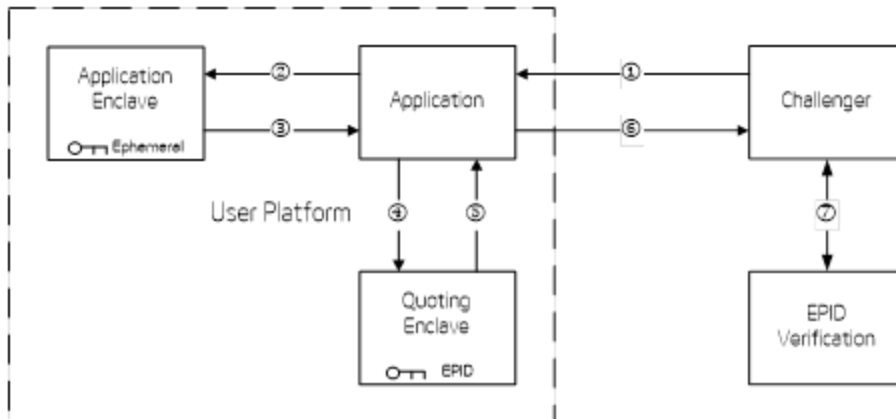 Application
Enclave
Ephemeral
②
③
Application
①
⑥
Challenger
User Platform
④
⑤
⑦
Quoting
Enclave
EPID
EPID
Verification